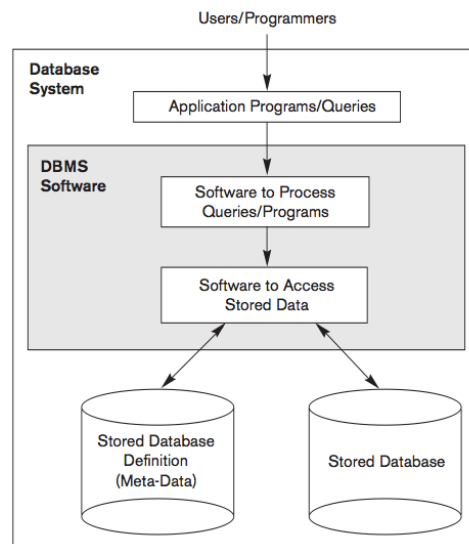 Users/Programmers
Database
System
Application Programs/Queries
DBMS
Software
Software to Process
Queries/Programs
Software to Access
Stored Data
Stored Database
Definition
(Meta-Data)
Stored Database